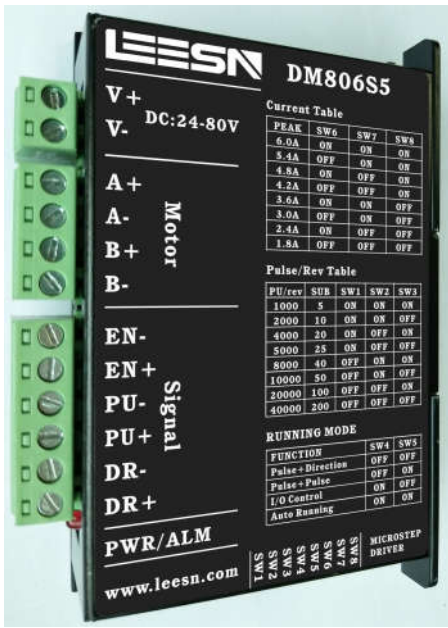 LEESN
DM806S5
V+
V-
DC:24-80V
A+
A-
B+
B-
Motor
EN-
EN+
PU-
PU+
DR-
DR+
Signal
PWR/ALM
www.leesn.com
Current Table
PEAK SW6 SW7 SW8
6.0A ON ON ON
5.4A OFF ON ON
4.8A ON OFF ON
4.2A OFF OFF ON
3.6A ON ON OFF
3.0A OFF ON OFF
2.4A ON OFF OFF
1.8A OFF OFF OFF
Pulse/Rev Table
PU/rev SUB SW1 SW2 SW3
1000 5 ON ON ON
2000 10 ON ON OFF
4000 20 ON OFF ON
5000 25 ON OFF OFF
8000 40 OFF ON ON
10000 50 OFF ON OFF
20000 100 OFF OFF ON
40000 200 OFF OFF OFF
RUNNING MODE
FUNCTION SW4 SW5
Pulse+Direction OFF OFF
Pulse+Pulse OFF ON
I/O Control ON OFF
Auto Running ON ON
SW1
SW2
SW3
SW4
SW5
SW6
SW7
SW8
MICROSTEP
DRIVER